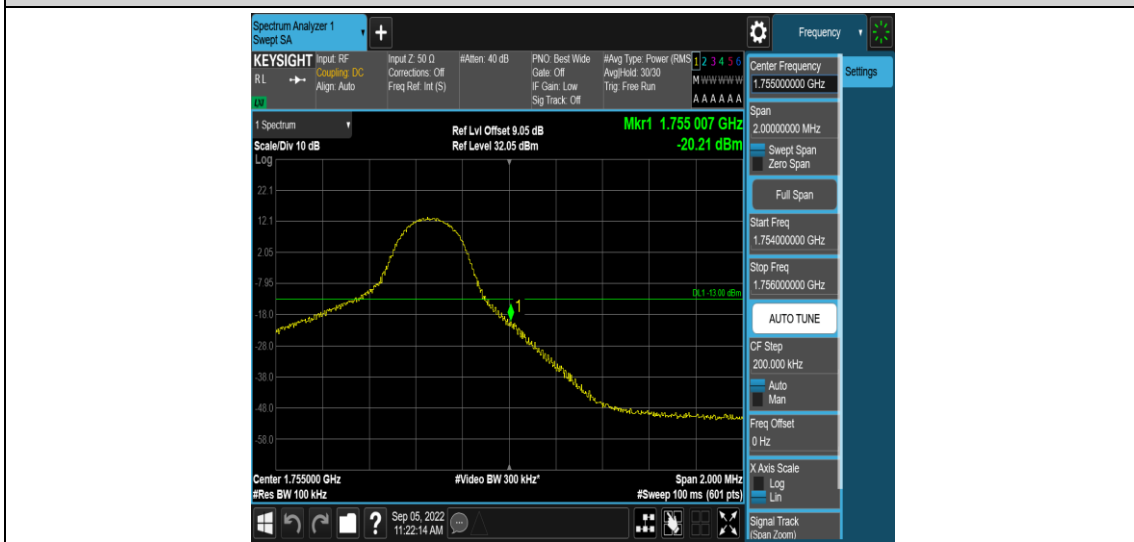 Spectrum Analyzer 1
Swept SA
+
Frequency
KEYSIGHT
RL
Input: RF
Coupling: DC
Align: Auto
Input Z: 50 Ω
Corrections: Off
Freq Ref: Int (S)
#Atten: 40 dB
PNO: Best Wide
Gate: Off
IF Gain: Low
Sig Track: Off
#Avg Type: Power (RMS
Avg|Hold: 30/30
Trig: Free Run
1 2 3 4 5 6
M W W W W W
A A A A A A
1 Spectrum
Scale/Div 10 dB
Log
Ref Lvl Offset 9.05 dB
Ref Level 32.05 dBm
Mkr1 1.755 007 GHz
-20.21 dBm
22.1
12.1
2.05
-7.95
-18.0
-28.0
-38.0
-48.0
-58.0
DL1 -13.00 dBm
1
Center 1.755000 GHz
#Res BW 100 kHz
#Video BW 300 kHz*
Span 2.000 MHz
#Sweep 100 ms (601 pts)
Sep 05, 2022
11:22:14 AM
?
Center Frequency
1.755000000 GHz
Settings
Span
2.00000000 MHz
Swept Span
Zero Span
Full Span
Start Freq
1.754000000 GHz
Stop Freq
1.756000000 GHz
AUTO TUNE
CF Step
200.000 kHz
Auto
Man
Freq Offset
0 Hz
X Axis Scale
Log
Lin
Signal Track
(Span Zoom)